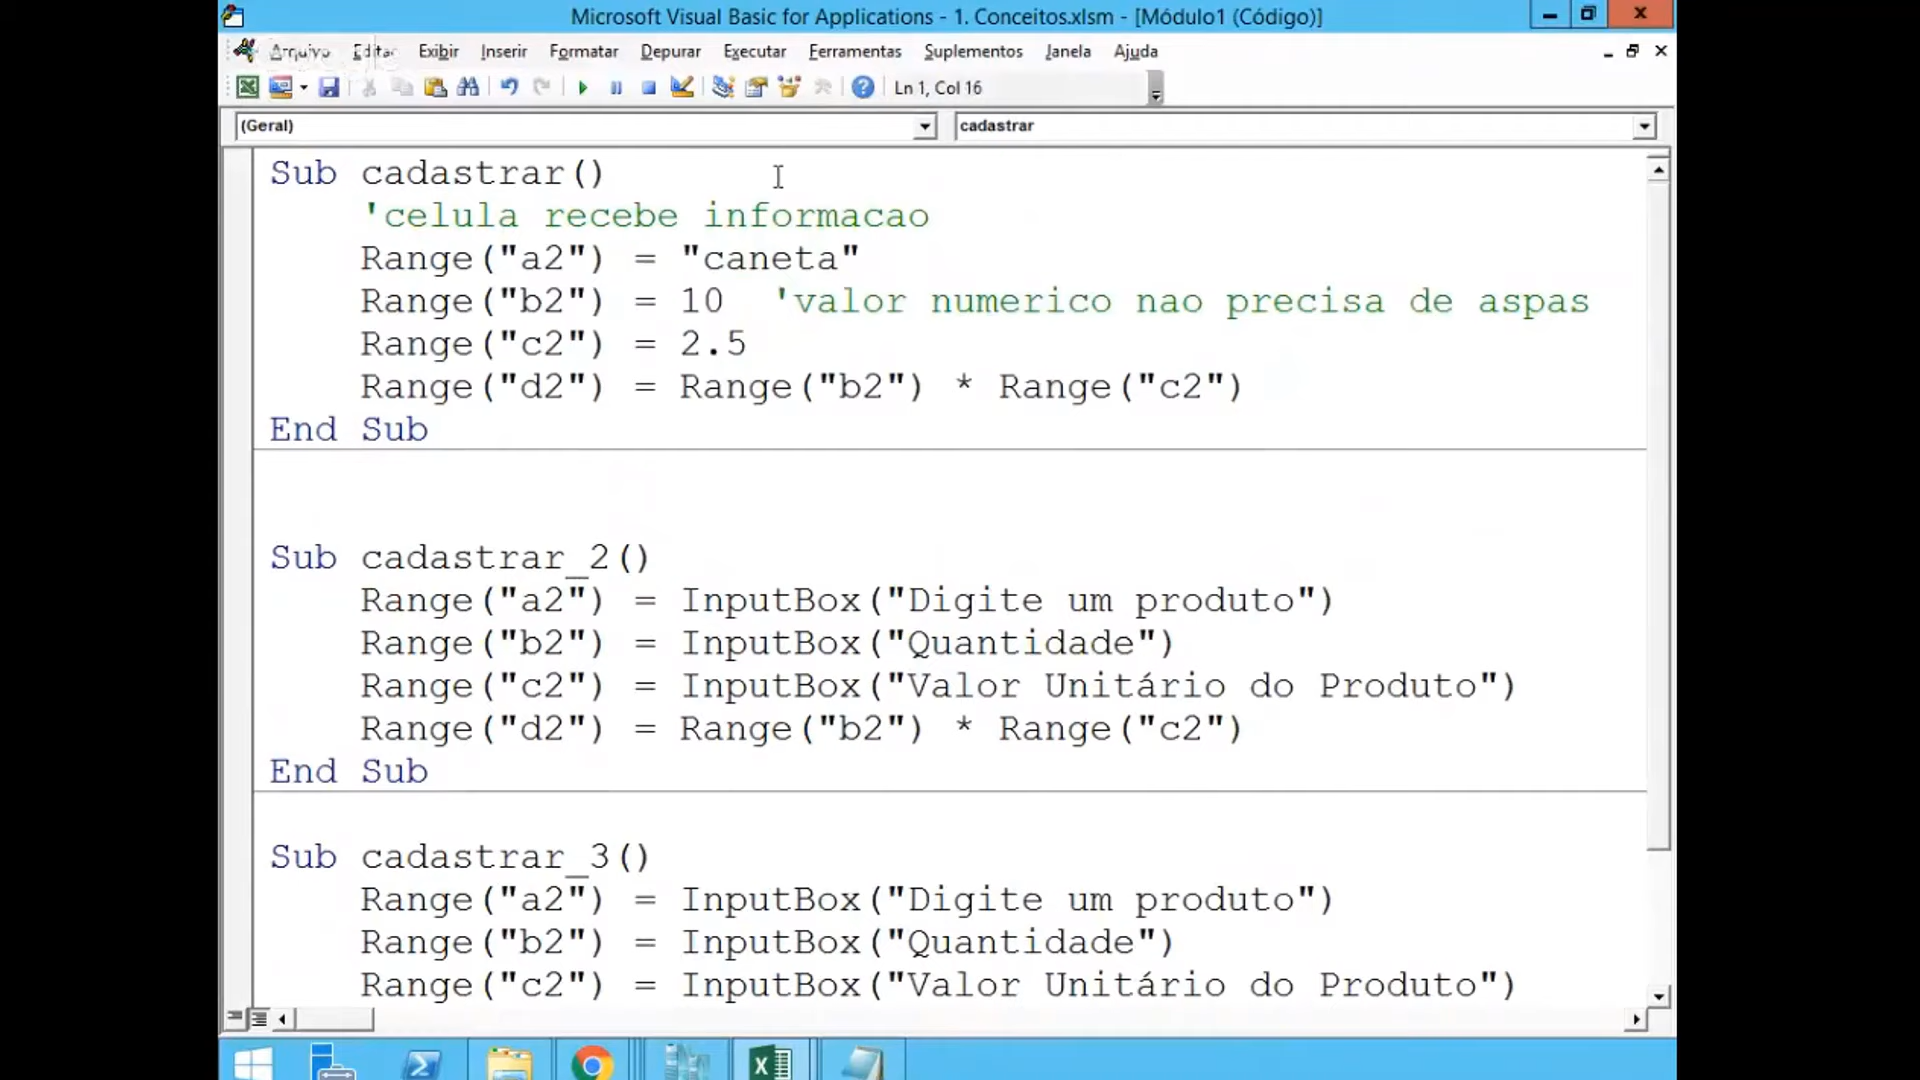 Microsoft Visual Basic for Applications - 1. Conceitos.xlsm - [Módulo1 (Código)]
Arquivo Editar Exibir Inserir Formatar Depurar Executar Ferramentas Suplementos Janela Ajuda
Ln 1, Col 16
(Geral) cadastrar
Sub cadastrar()
'celula recebe informacao
Range("a2") = "caneta"
Range("b2") = 10 'valor numerico nao precisa de aspas
Range("c2") = 2.5
Range("d2") = Range("b2") * Range("c2")
End Sub
Sub cadastrar_2()
Range("a2") = InputBox("Digite um produto")
Range("b2") = InputBox("Quantidade")
Range("c2") = InputBox("Valor Unitário do Produto")
Range("d2") = Range("b2") * Range("c2")
End Sub
Sub cadastrar_3()
Range("a2") = InputBox("Digite um produto")
Range("b2") = InputBox("Quantidade")
Range("c2") = InputBox("Valor Unitário do Produto")